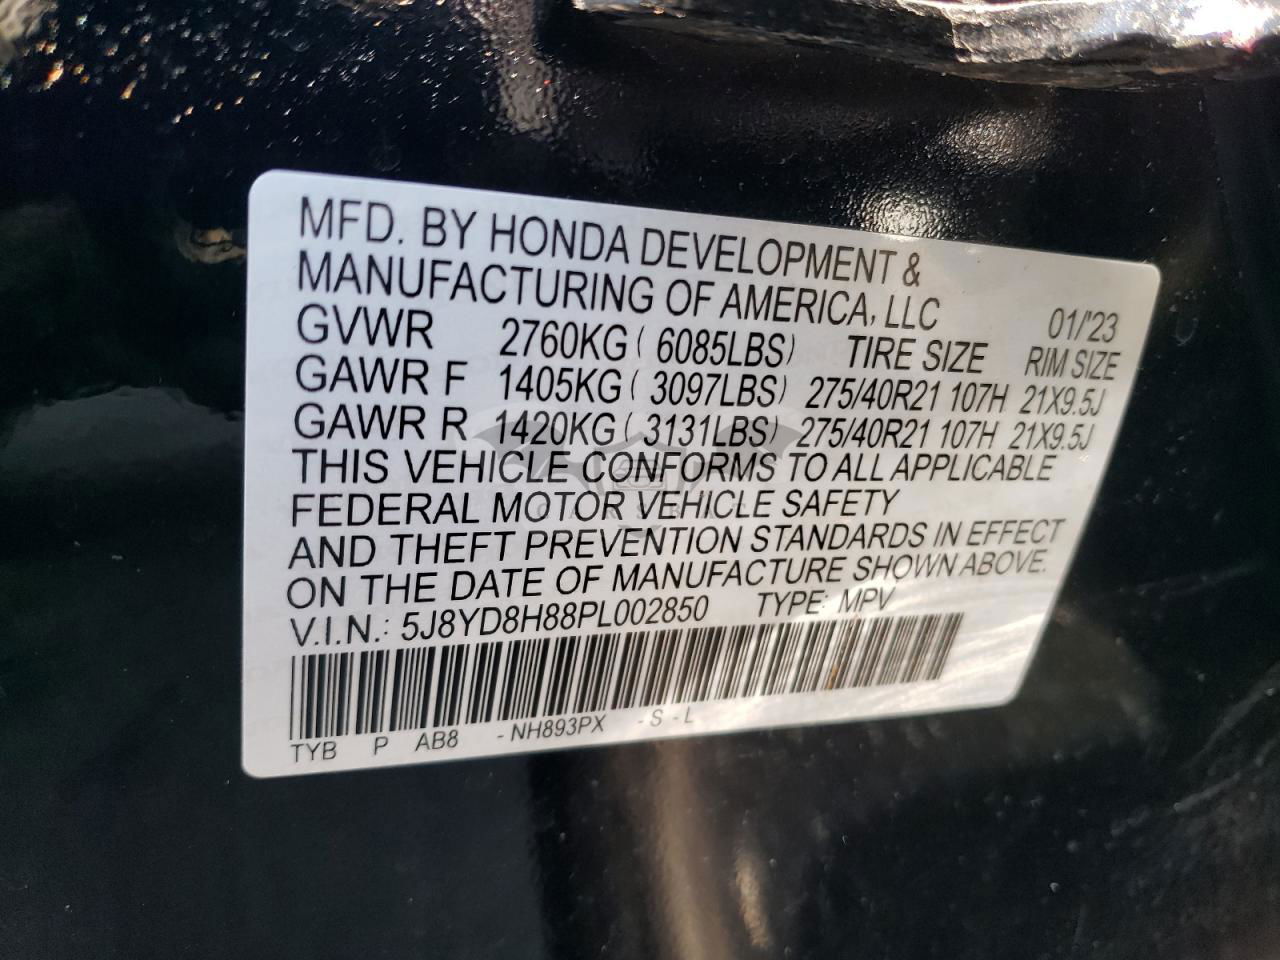 MFD. BY HONDA DEVELOPMENT &
MANUFACTURING OF AMERICA, LLC 01/'23
GVWR 2760KG ( 6085LBS) TIRE SIZE RIM SIZE
GAWR F 1405KG ( 3097LBS) 275/40R21 107H 21X9.5J
GAWR R 1420KG ( 3131LBS) 275/40R21 107H 21X9.5J
THIS VEHICLE CONFORMS TO ALL APPLICABLE
FEDERAL MOTOR VEHICLE SAFETY
AND THEFT PREVENTION STANDARDS IN EFFECT
ON THE DATE OF MANUFACTURE SHOWN ABOVE.
V.I.N.: 5J8YD8H88PL002850 TYPE: MPV
TYB P AB8 -NH893PX -S -L